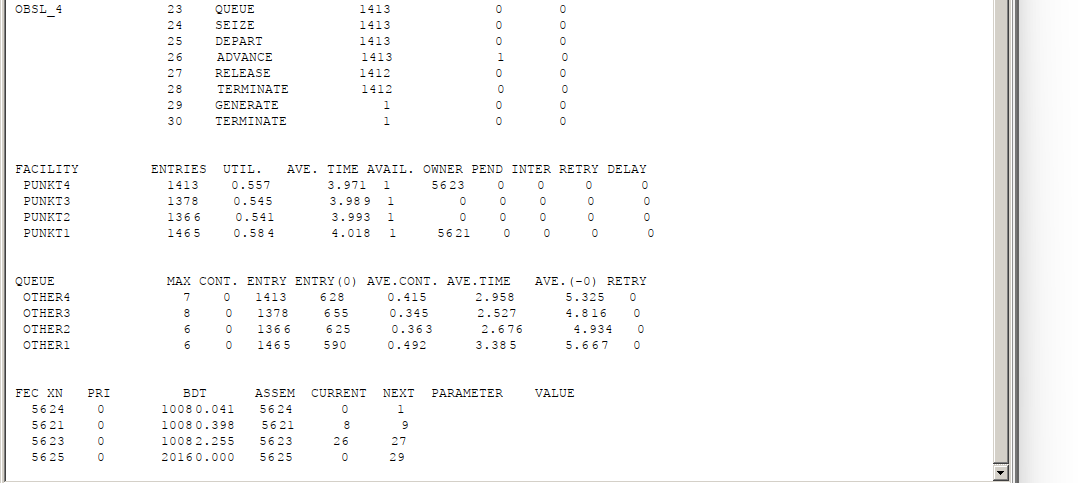 OBSL_4 23 QUEUE 1413 0 0
24 SEIZE 1413 0 0
25 DEPART 1413 0 0
26 ADVANCE 1413 1 0
27 RELEASE 1412 0 0
28 TERMINATE 1412 0 0
29 GENERATE 1 0 0
30 TERMINATE 1 0 0
FACILITY ENTRIES UTIL. AVE. TIME AVAIL. OWNER PEND INTER RETRY DELAY
PUNKT4 1413 0.557 3.971 1 5623 0 0 0 0
PUNKT3 1378 0.545 3.989 1 0 0 0 0 0
PUNKT2 1366 0.541 3.993 1 0 0 0 0 0
PUNKT1 1465 0.584 4.018 1 5621 0 0 0 0
QUEUE MAX CONT. ENTRY ENTRY(0) AVE.CONT. AVE.TIME AVE.(-0) RETRY
OTHER4 7 0 1413 628 0.415 2.958 5.325 0
OTHER3 8 0 1378 655 0.345 2.527 4.816 0
OTHER2 6 0 1366 625 0.363 2.676 4.934 0
OTHER1 6 0 1465 590 0.492 3.385 5.667 0
FEC XN PRI BDT ASSEM CURRENT NEXT PARAMETER VALUE
5624 0 10080.041 5624 0 1
5621 0 10080.398 5621 8 9
5623 0 10082.255 5623 26 27
5625 0 20160.000 5625 0 29